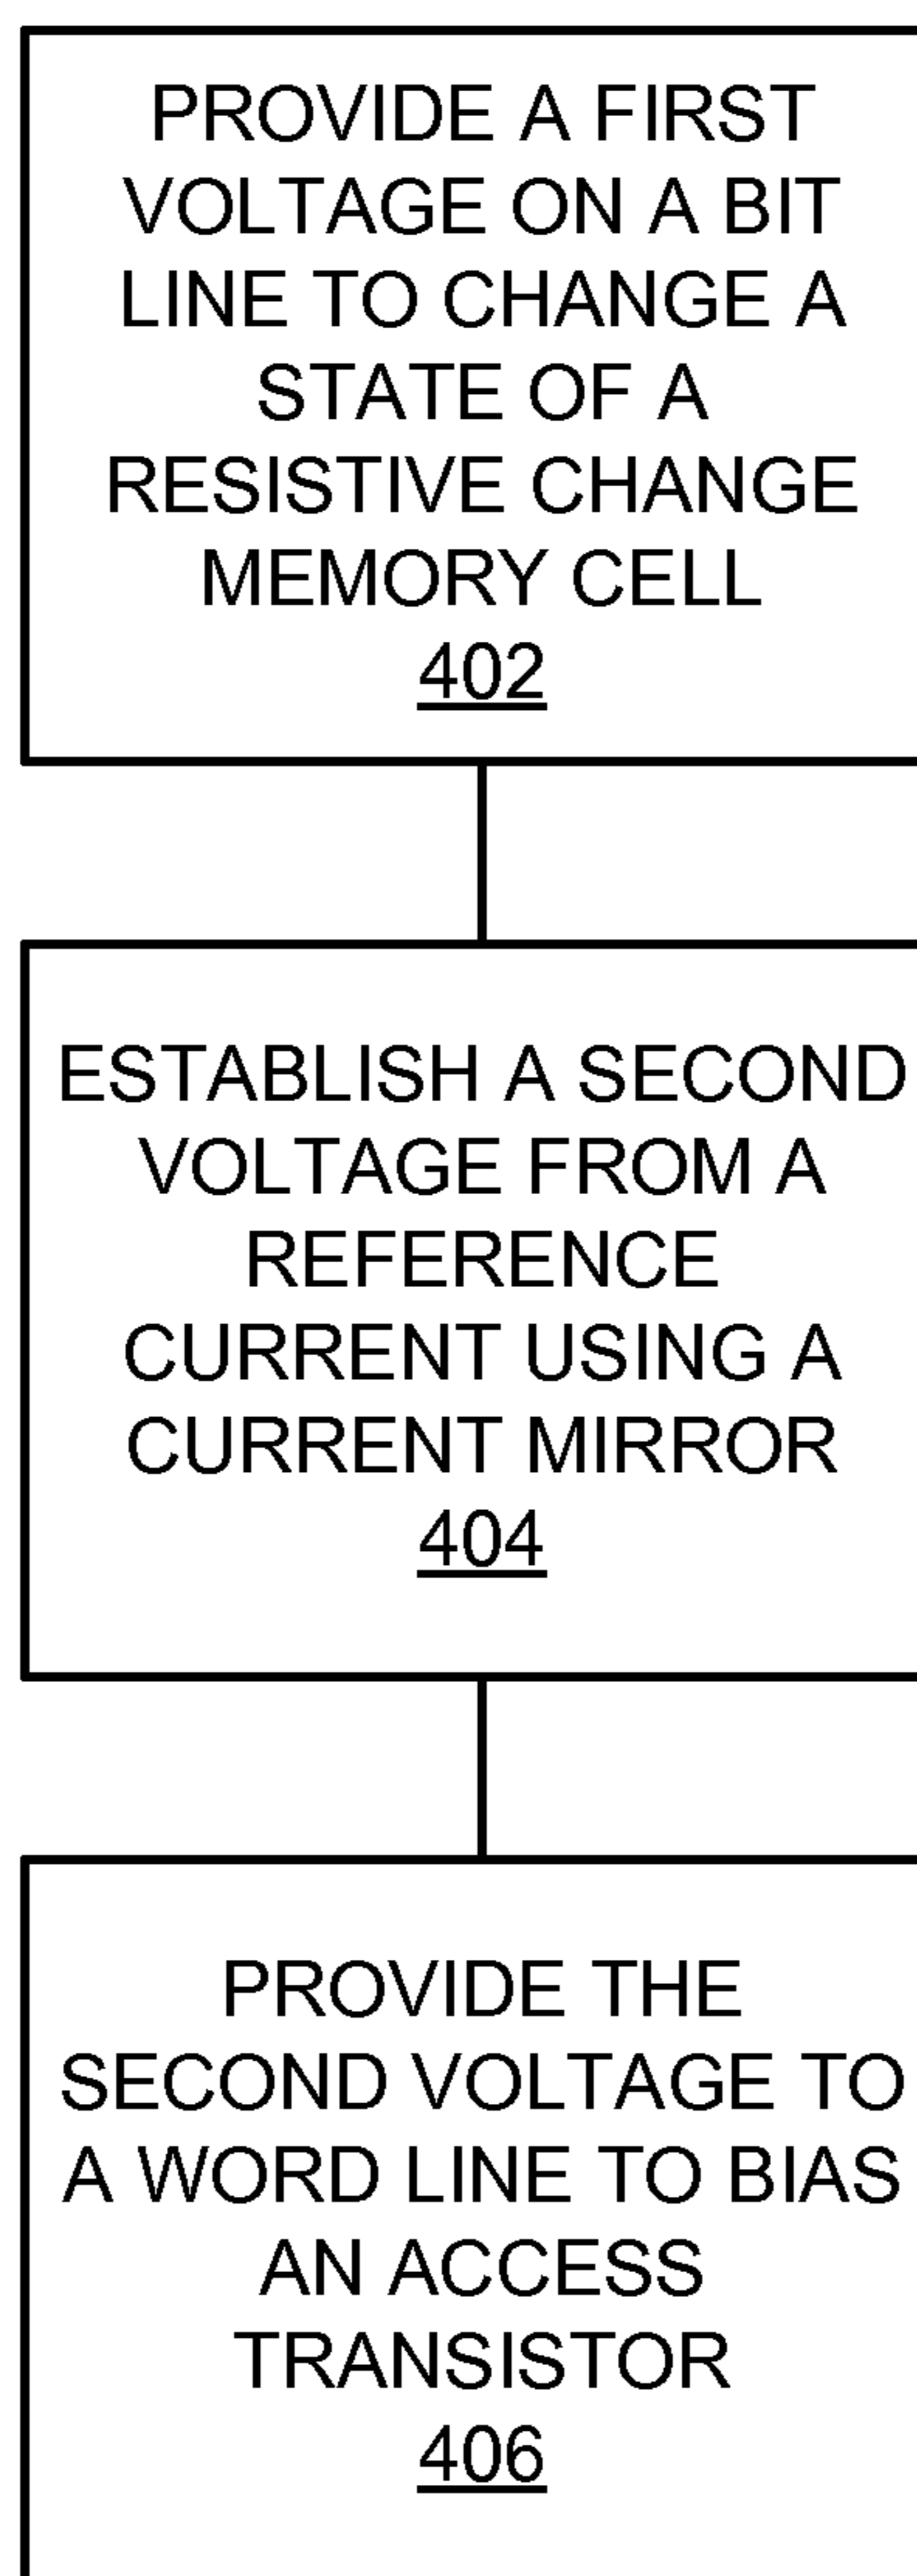 PROVIDE A FIRST
VOLTAGE ON A BIT
LINE TO CHANGE A
STATE OF A
RESISTIVE CHANGE
MEMORY CELL
402
ESTABLISH A SECOND
VOLTAGE FROM A
REFERENCE
CURRENT USING A
CURRENT MIRROR
404
PROVIDE THE
SECOND VOLTAGE TO
A WORD LINE TO BIAS
AN ACCESS
TRANSISTOR
406